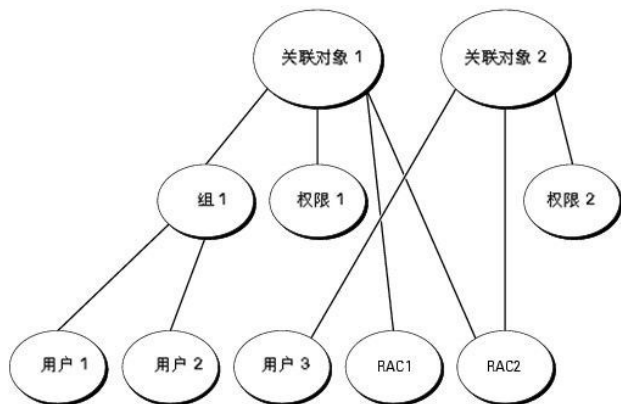 关联对象 1
关联对象 2
组 1
权限 1
权限 2
用户 1
用户 2
用户 3
RAC1
RAC2